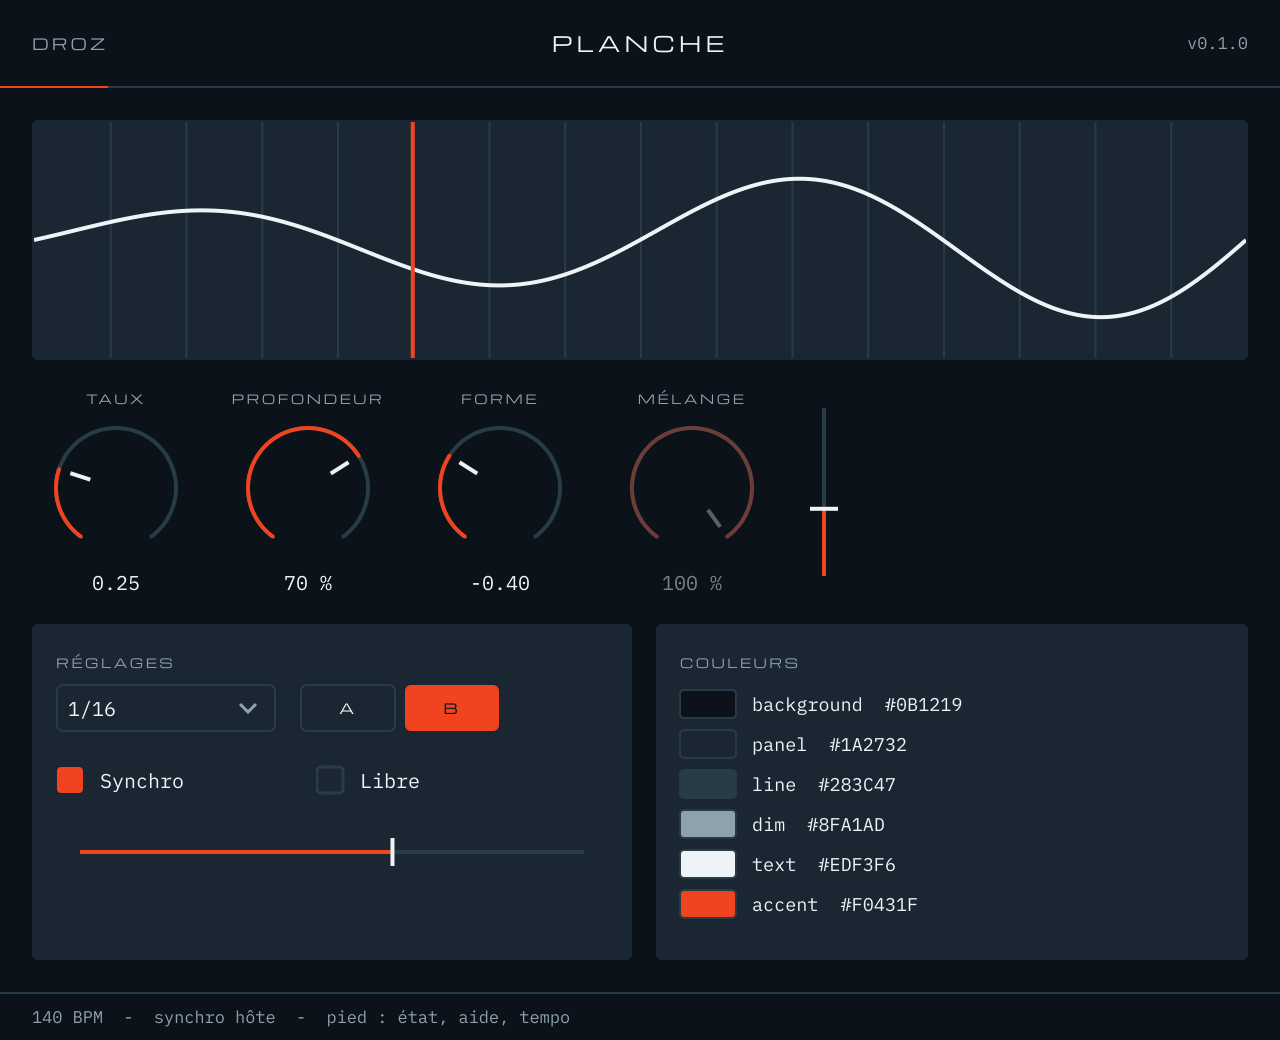 DROZ
PLANCHE
v0.1.0
TAUX PROFONDEUR FORME MÉLANGE
0.25 70 % -0.40 100 %
RÉGLAGES
1/16 A B
Synchro Libre
COULEURS
background #0B1219
panel #1A2732
line #283C47
dim #8FA1AD
text #EDF3F6
accent #F0431F
140 BPM - synchro hôte - pied : état, aide, tempo